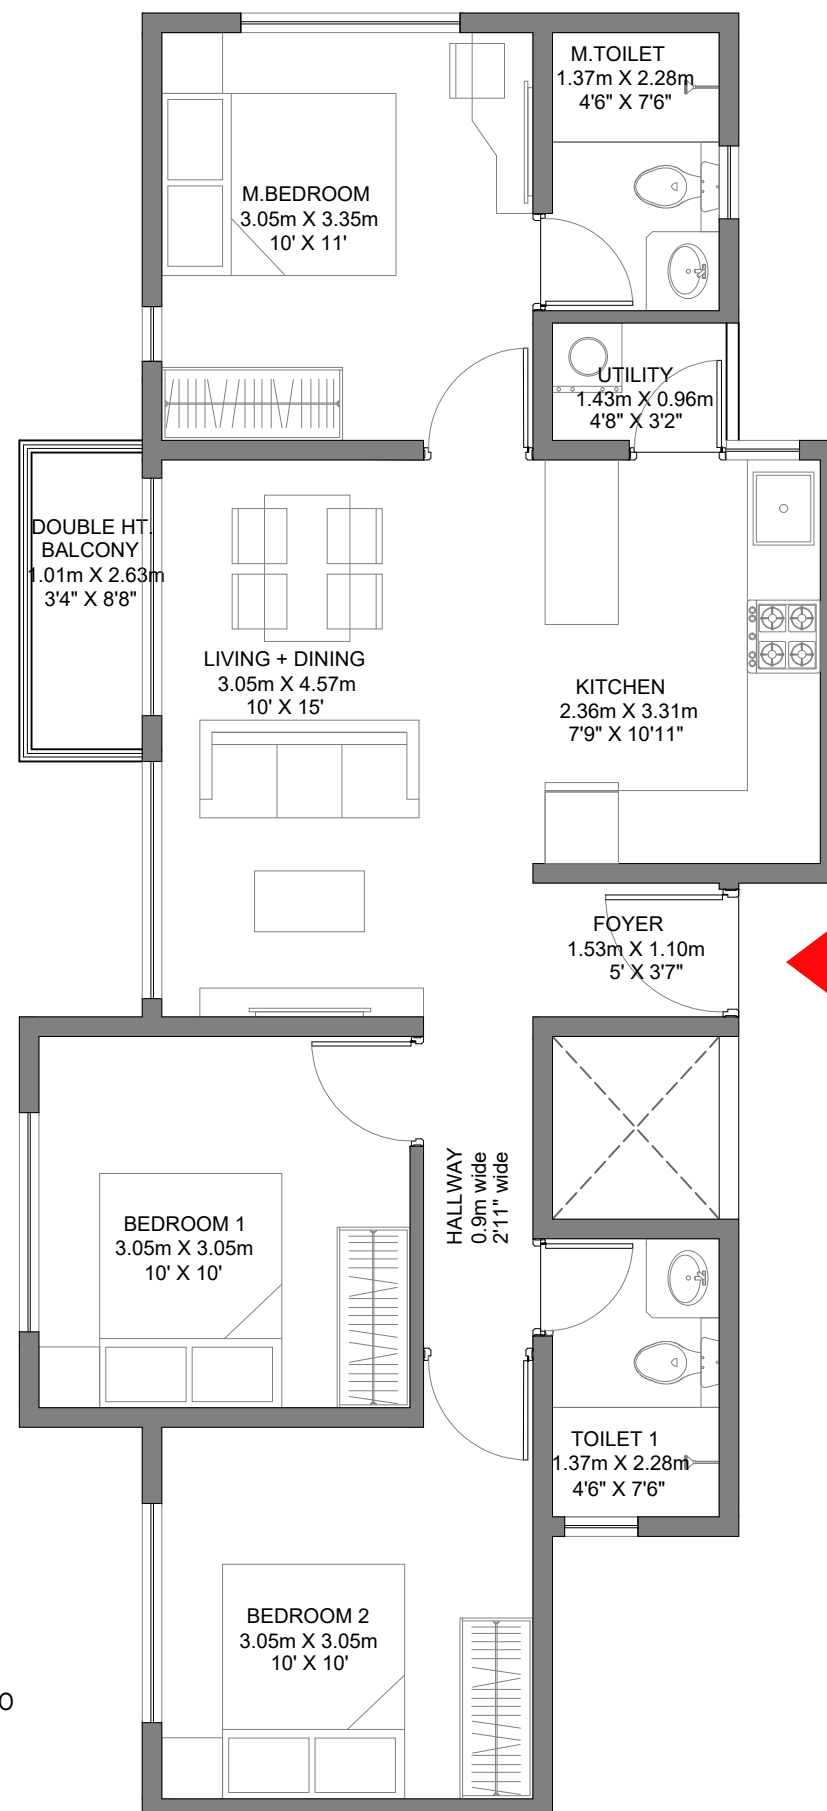 M.TOILET
1.37m X 2.28m
4'6" X 7'6"
M.BEDROOM
3.05m X 3.35m
10' X 11'
UTILITY
1.43m X 0.96m
4'8" X 3'2"
DOUBLE HT.
BALCONY
1.01m X 2.63m
3'4" X 8'8"
LIVING + DINING
3.05m X 4.57m
10' X 15'
KITCHEN
2.36m X 3.31m
7'9" X 10'11"
FOYER
1.53m X 1.10m
5' X 3'7"
HALLWAY
0.9m wide
2'11" wide
BEDROOM 1
3.05m X 3.05m
10' X 10'
TOILET 1
1.37m X 2.28m
4'6" X 7'6"
BEDROOM 2
3.05m X 3.05m
10' X 10'